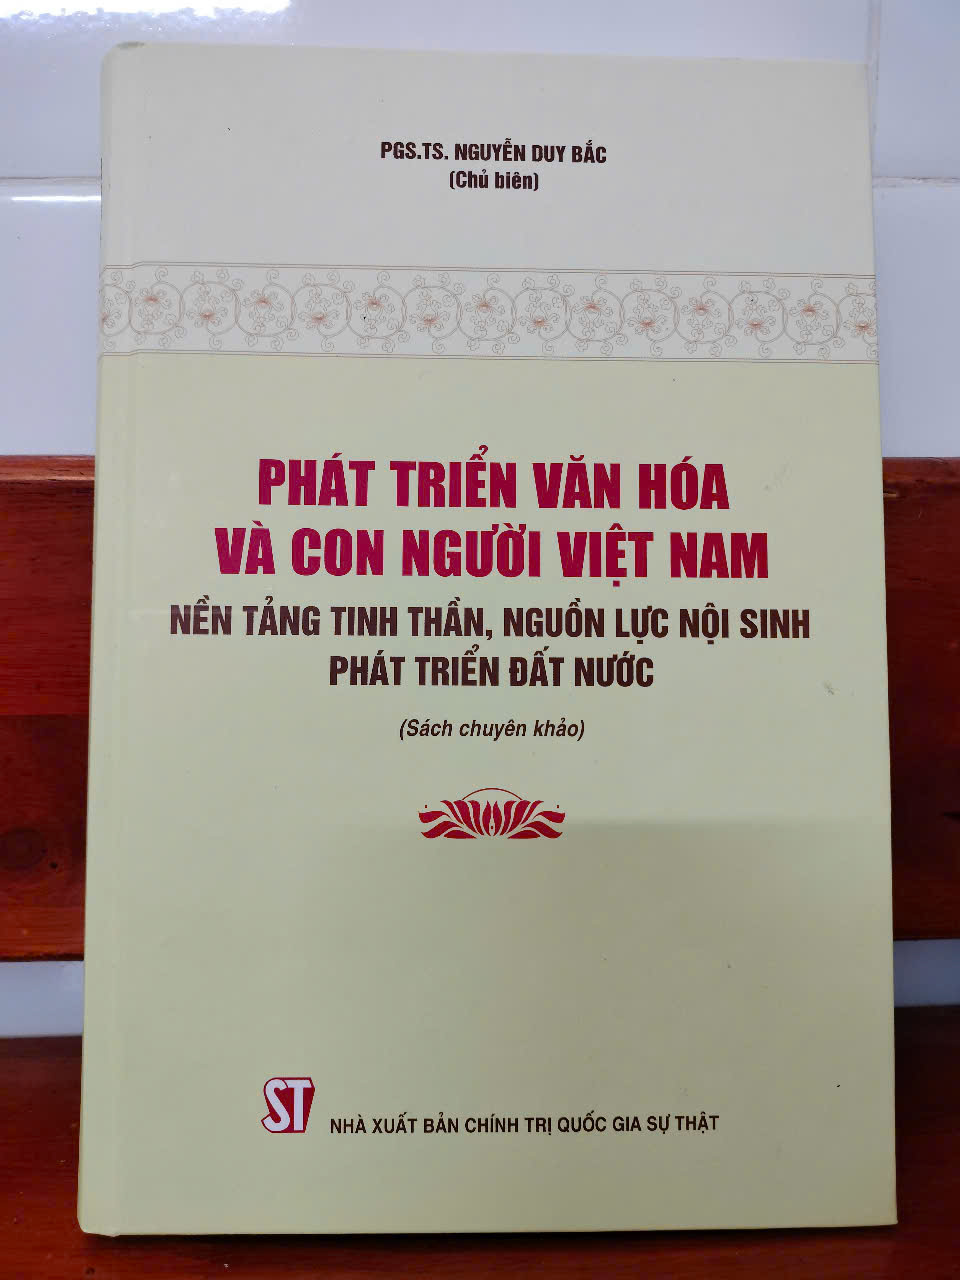 PGS.TS. NGUYỄN DUY BẮC
(Chủ biên)
PHÁT TRIỂN VĂN HÓA
VÀ CON NGƯỜI VIỆT NAM
NỀN TẢNG TINH THẦN, NGUỒN LỰC NỘI SINH
PHÁT TRIỂN ĐẤT NƯỚC
(Sách chuyên khảo)
ST
NHÀ XUẤT BẢN CHÍNH TRỊ QUỐC GIA SỰ THẬT